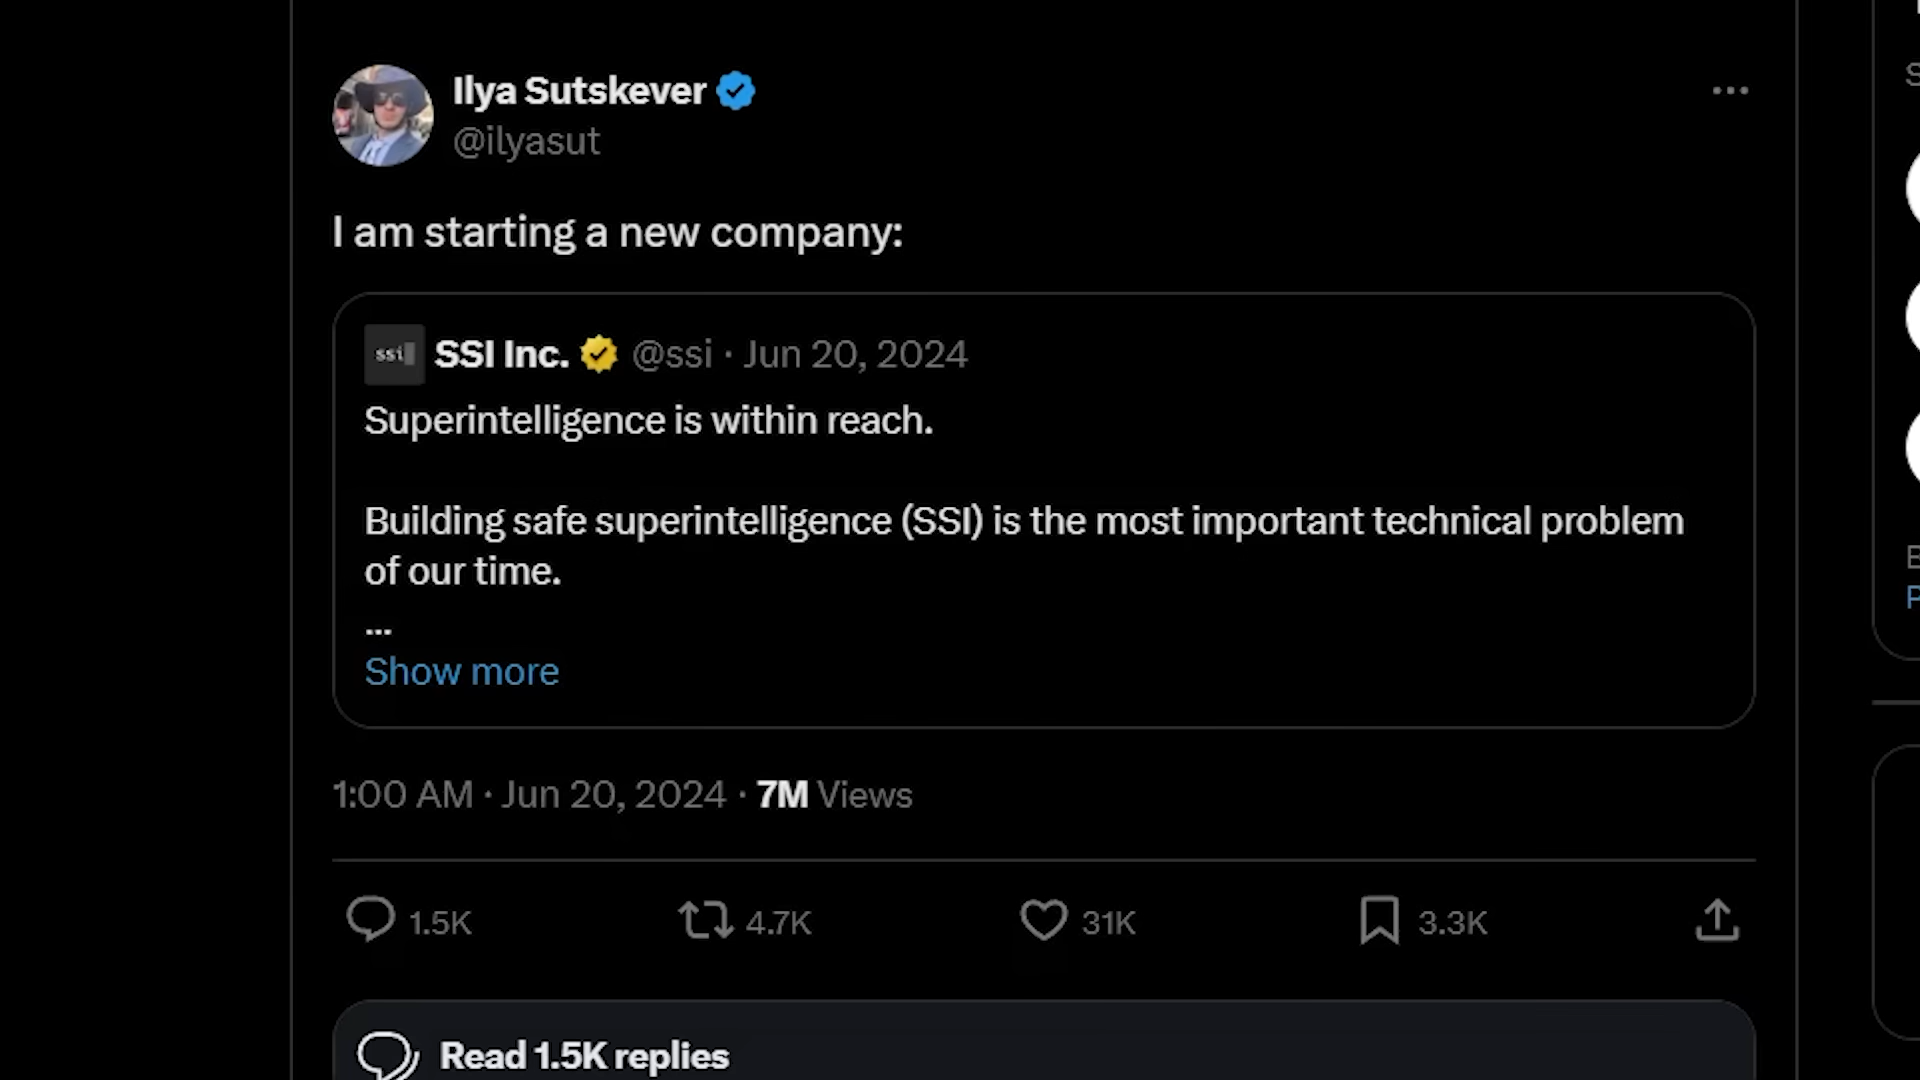 Ilya Sutskever
@ilyasut
I am starting a new company:
ssi
SSI Inc. @ssi · Jun 20, 2024
Superintelligence is within reach.
Building safe superintelligence (SSI) is the most important technical problem
of our time.
...
Show more
1:00 AM · Jun 20, 2024 · 7M Views
1.5K 4.7K 31K 3.3K
Read 1.5K replies